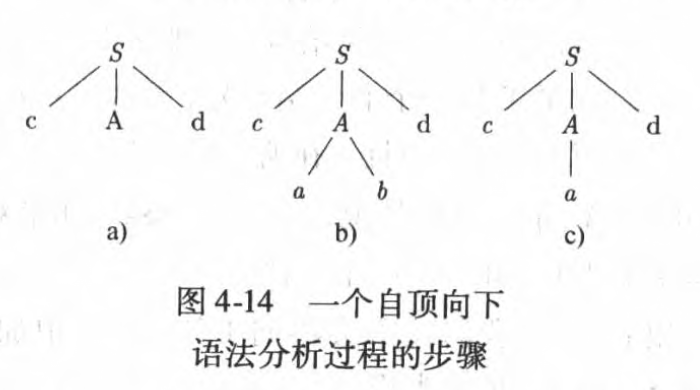 S S S
c A d c A d c A d
a b a
a) b) c)
图 4-14 一个自顶向下
语法分析过程的步骤